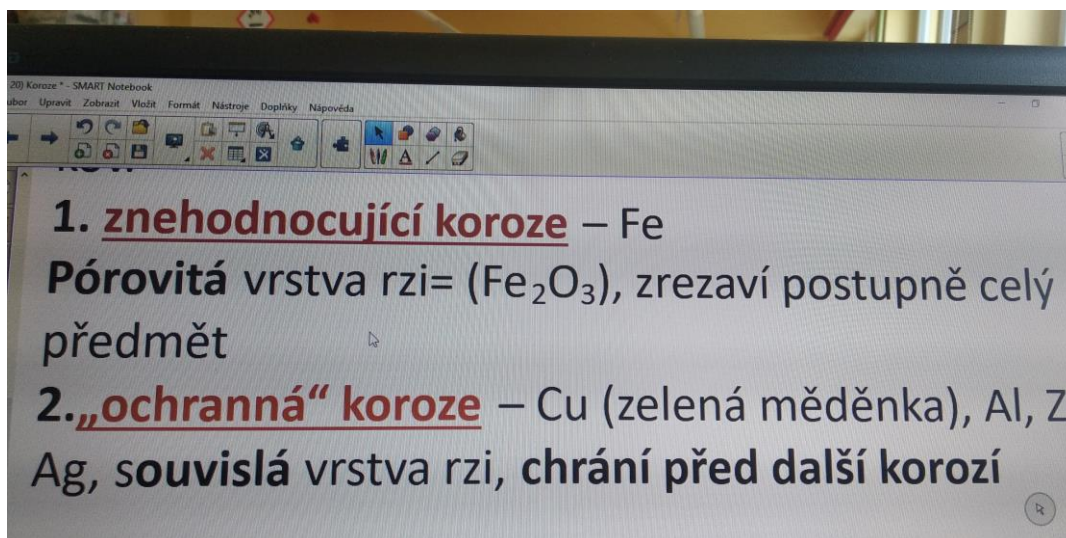 20) Koroze * - SMART Notebook
Upravit Zobrazit Vložit Formát Nástroje Doplňky Nápověda
1. znehodnocující koroze – Fe
Pórovitá vrstva rzi= (Fe₂O₃), zrezaví postupně celý
předmět
2.„ochranná“ koroze – Cu (zelená měděnka), Al, Z
Ag, souvislá vrstva rzi, chrání před další korozí